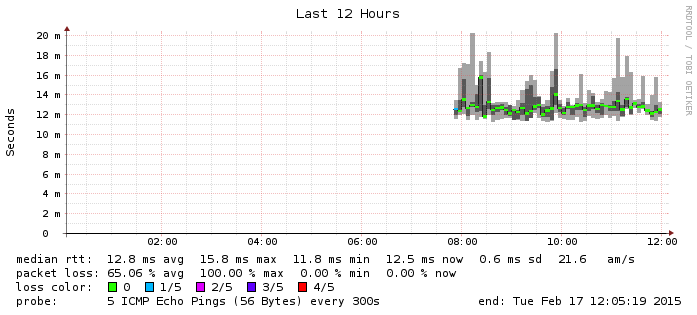 Last 12 Hours
RRDTOOL / TOBI OETIKER
Seconds
20 m
18 m
16 m
14 m
12 m
10 m
8 m
6 m
4 m
2 m
0
02:00 04:00 06:00 08:00 10:00 12:00
median rtt: 12.8 ms avg 15.8 ms max 11.8 ms min 12.5 ms now 0.6 ms sd 21.6 am/s
packet loss: 65.06 % avg 100.00 % max 0.00 % min 0.00 % now
loss color: 0 1/5 2/5 3/5 4/5
probe: 5 ICMP Echo Pings (56 Bytes) every 300s end: Tue Feb 17 12:05:19 2015